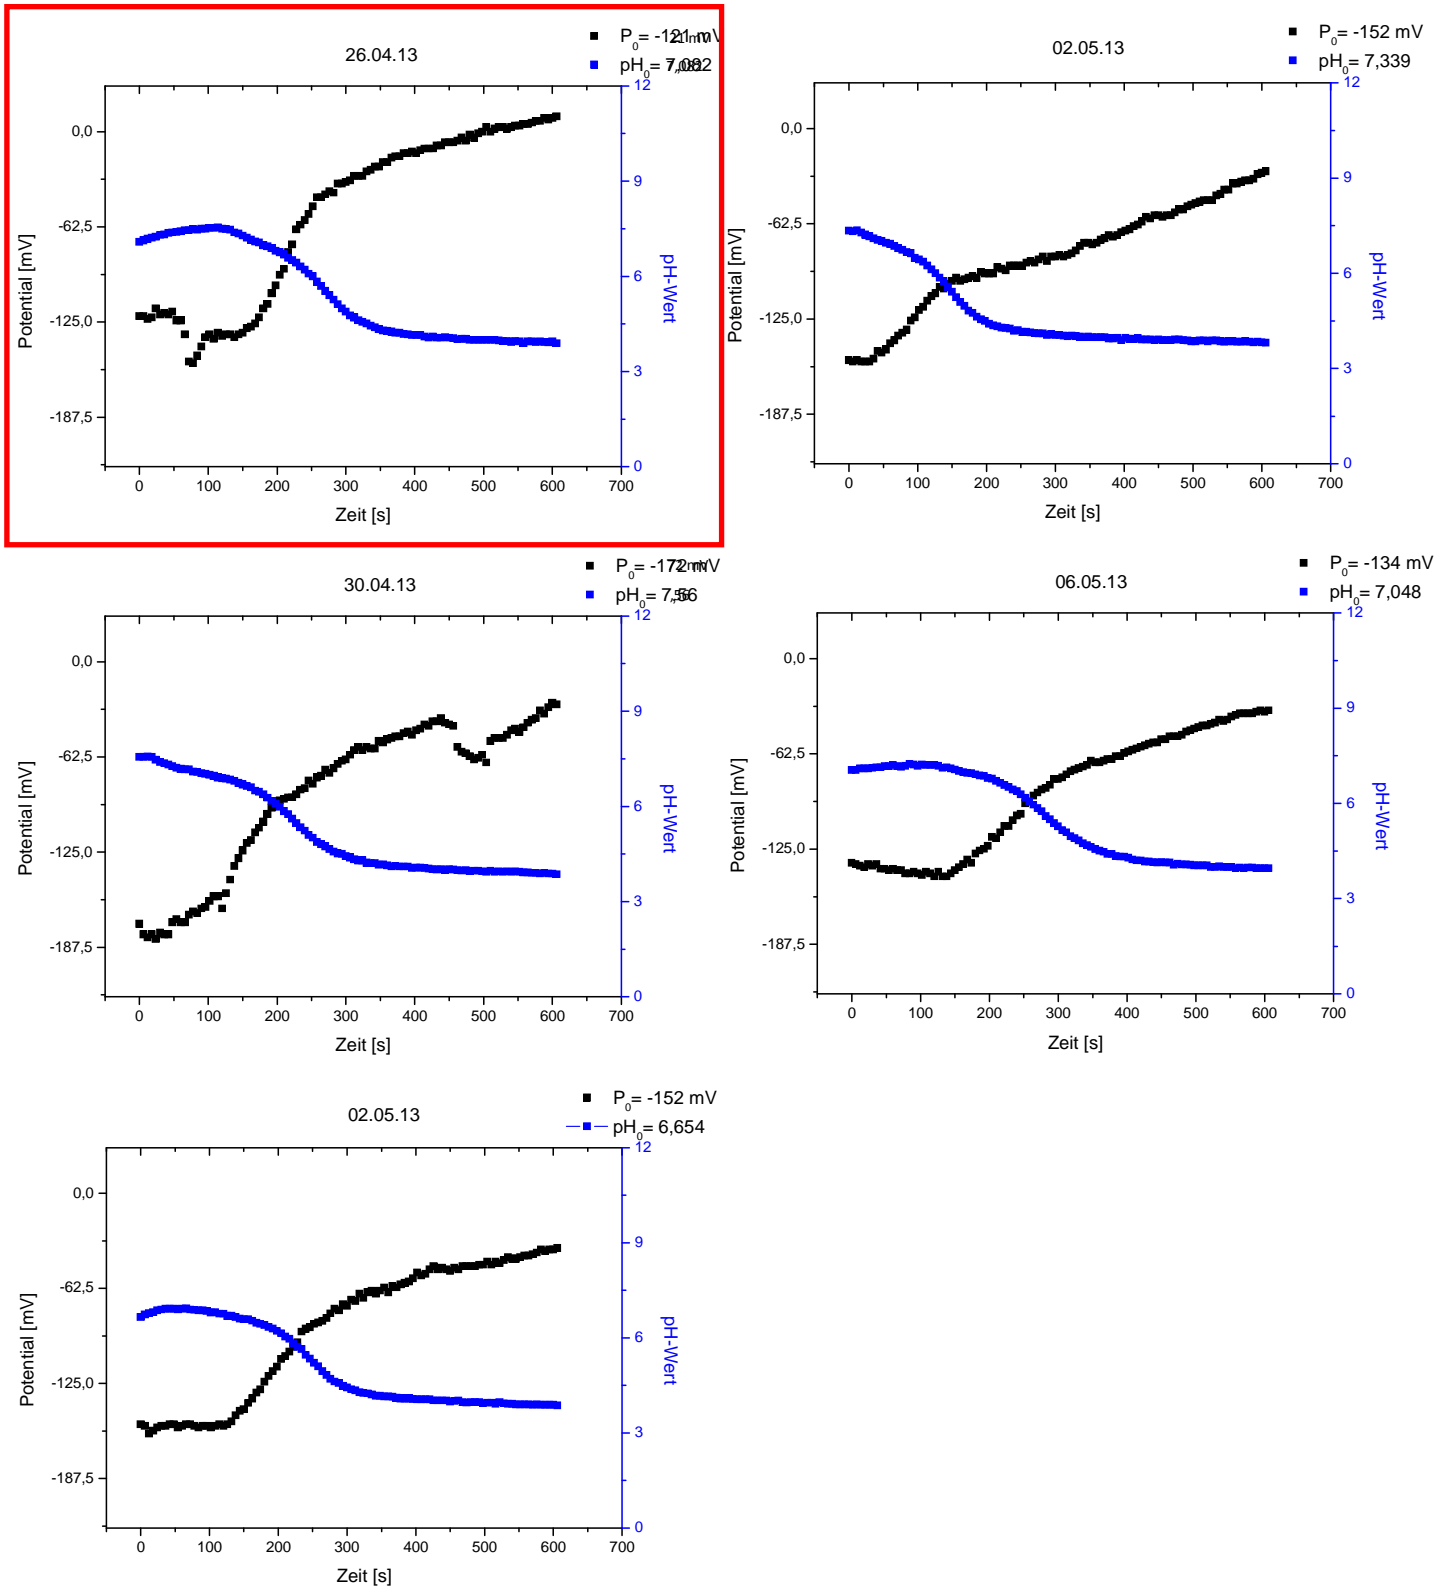 26.04.13
P0= -121 mV
pH0= 7,082
12
9
6
3
0
0,0
-62,5
-125,0
-187,5
Potential [mV]
pH-Wert
0 100 200 300 400 500 600 700
Zeit [s]
02.05.13
P0= -152 mV
pH0= 7,339
12
9
6
3
0
0,0
-62,5
-125,0
-187,5
Potential [mV]
pH-Wert
0 100 200 300 400 500 600 700
Zeit [s]
30.04.13
P0= -172 mV
pH0= 7,56
12
9
6
3
0
0,0
-62,5
-125,0
-187,5
Potential [mV]
pH-Wert
0 100 200 300 400 500 600 700
Zeit [s]
06.05.13
P0= -134 mV
pH0= 7,048
12
9
6
3
0
0,0
-62,5
-125,0
-187,5
Potential [mV]
pH-Wert
0 100 200 300 400 500 600 700
Zeit [s]
02.05.13
P0= -152 mV
pH0= 6,654
12
9
6
3
0
0,0
-62,5
-125,0
-187,5
Potential [mV]
pH-Wert
0 100 200 300 400 500 600 700
Zeit [s]